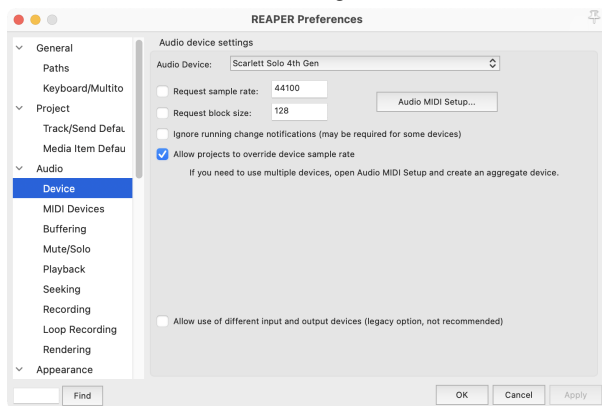 REAPER Preferences
General
Paths
Keyboard/Multito
Project
Track/Send Defau
Media Item Defau
Audio
Device
MIDI Devices
Buffering
Mute/Solo
Playback
Seeking
Recording
Loop Recording
Rendering
Appearance
Find
Audio device settings
Audio Device: Scarlett Solo 4th Gen
Request sample rate: 44100
Request block size: 128
Audio MIDI Setup...
Ignore running change notifications (may be required for some devices)
Allow projects to override device sample rate
If you need to use multiple devices, open Audio MIDI Setup and create an aggregate device.
Allow use of different input and output devices (legacy option, not recommended)
OK Cancel Apply